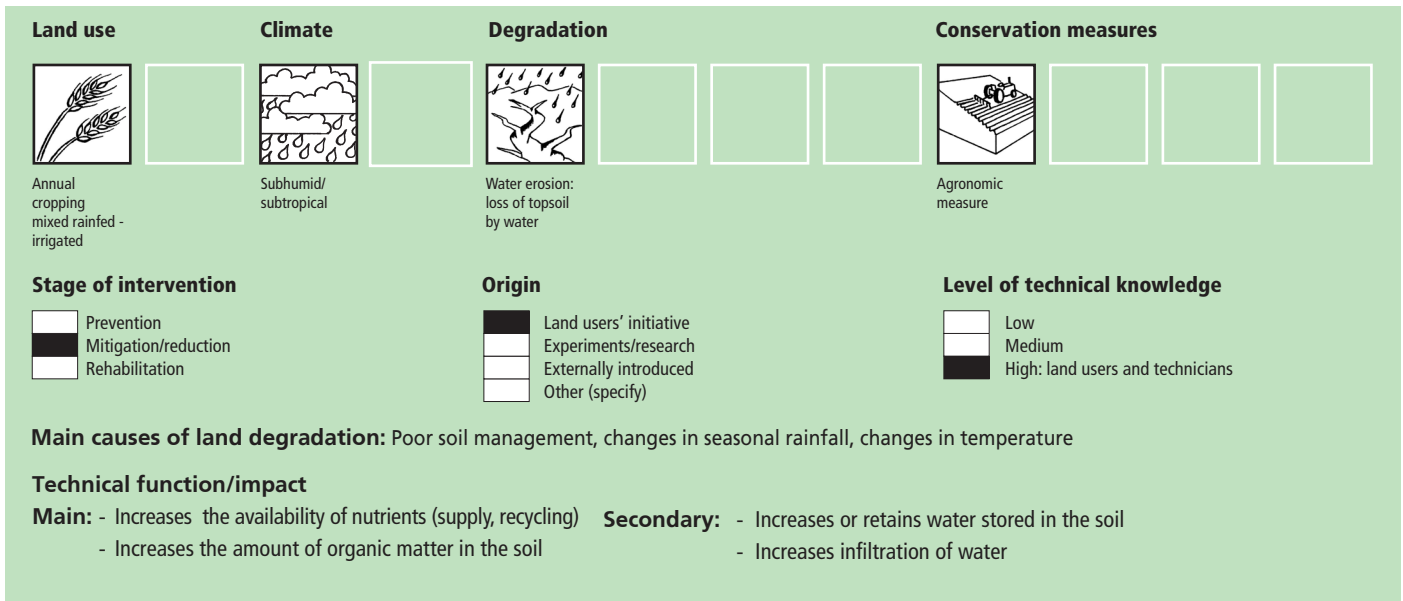 Land use
Climate
Degradation
Conservation measures
Annual
cropping
mixed rainfed -
irrigated
Subhumid/
subtropical
Water erosion:
loss of topsoil
by water
Agronomic
measure
Stage of intervention
Prevention
Mitigation/reduction
Rehabilitation
Origin
Land users’ initiative
Experiments/research
Externally introduced
Other (specify)
Level of technical knowledge
Low
Medium
High: land users and technicians
Main causes of land degradation: Poor soil management, changes in seasonal rainfall, changes in temperature
Technical function/impact
Main: - Increases the availability of nutrients (supply, recycling)
- Increases the amount of organic matter in the soil
Secondary: - Increases or retains water stored in the soil
- Increases infiltration of water